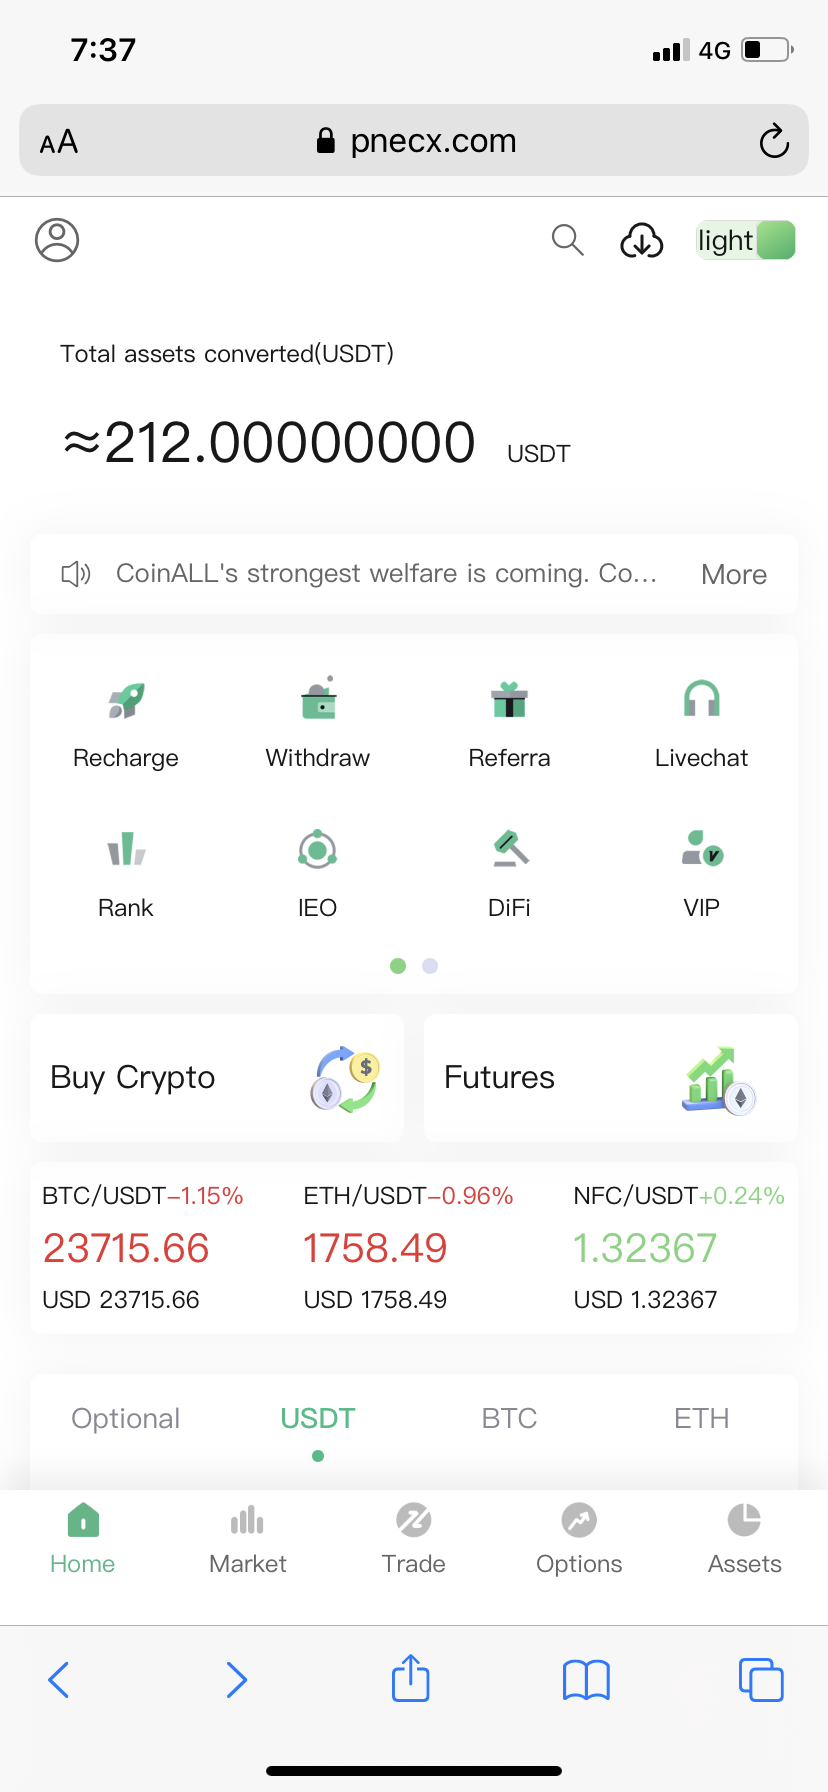 7:37
4G
AA
pnecx.com
light
Total assets converted(USDT)
≈212.00000000 USDT
CoinALL's strongest welfare is coming. Co... More
Recharge Withdraw Referra Livechat
Rank IEO DiFi VIP
Buy Crypto Futures
BTC/USDT-1.15% ETH/USDT-0.96% NFC/USDT+0.24%
23715.66 1758.49 1.32367
USD 23715.66 USD 1758.49 USD 1.32367
Optional USDT BTC ETH
Home Market Trade Options Assets